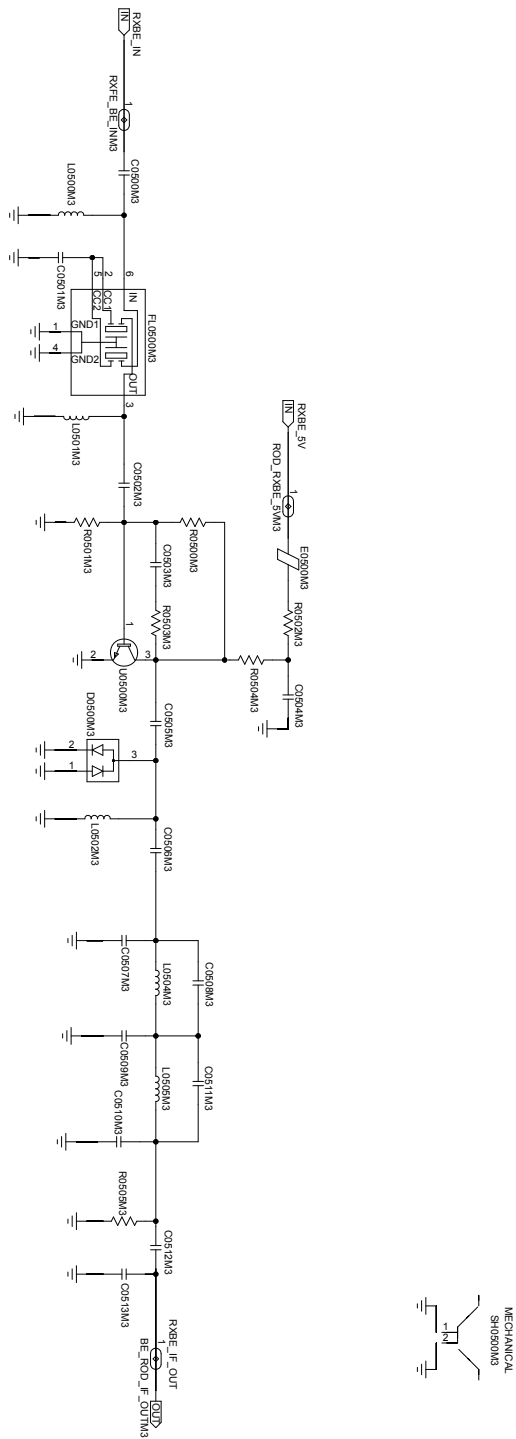 RXBE_IN
IN
1
RXFE_BE_INM3
C0500M3
L0500M3
C0501M3
6
IN
2
CC1
5
CC2
FL0500M3
1
GND1
4
GND2
OUT
3
L0501M3
C0502M3
RXBE_5V
IN
1
ROD_RXBE_5VM3
E0500M3
R0502M3
C0504M3
R0504M3
R0500M3
R0501M3
C0503M3
R0503M3
1
3
2
U0500M3
C0505M3
D0500M3
2
1
3
L0502M3
C0506M3
C0507M3
L0504M3
C0508M3
C0509M3
L0505M3
C0511M3
C0510M3
R0505M3
C0512M3
C0513M3
RXBE_IF_OUT
1
BE_ROD_IF_OUTM3
OUT
MECHANICAL
SH0500M3
1
2